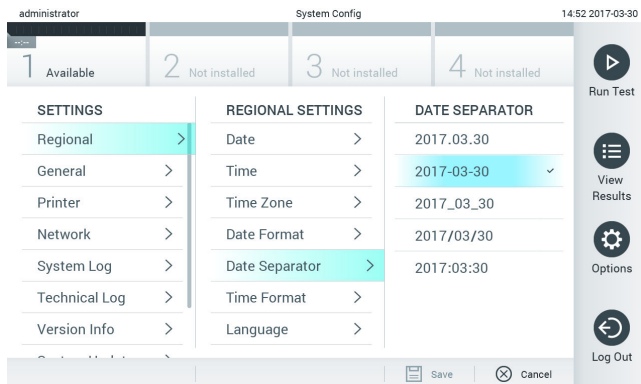 administrator
System Config
14:52 2017-03-30
--:--
1 Available
2 Not installed
3 Not installed
4 Not installed
Run Test
View
Results
Options
Log Out
SETTINGS
Regional
General
Printer
Network
System Log
Technical Log
Version Info
REGIONAL SETTINGS
Date
Time
Time Zone
Date Format
Date Separator
Time Format
Language
DATE SEPARATOR
2017.03.30
2017-03-30
2017_03_30
2017/03/30
2017:03:30
Save
Cancel